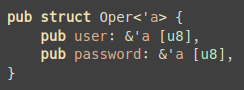 pub struct Oper<'a> {
    pub user: &'a [u8],
    pub password: &'a [u8],
}